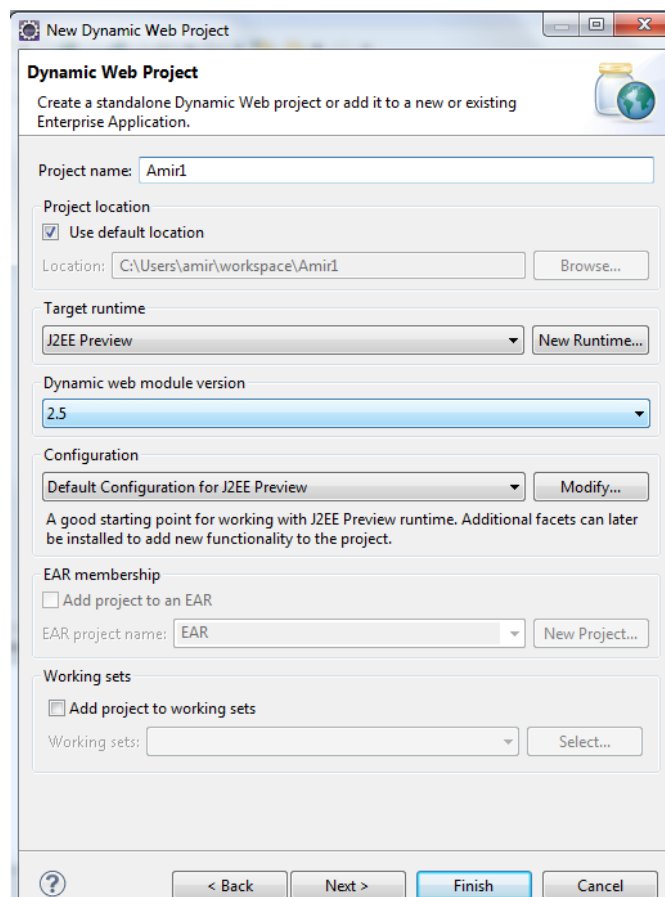 New Dynamic Web Project
Dynamic Web Project
Create a standalone Dynamic Web project or add it to a new or existing
Enterprise Application.
Project name: Amir1
Project location
Use default location
Location: C:\Users\amir\workspace\Amir1 Browse...
Target runtime
J2EE Preview New Runtime...
Dynamic web module version
2.5
Configuration
Default Configuration for J2EE Preview Modify...
A good starting point for working with J2EE Preview runtime. Additional facets can later
be installed to add new functionality to the project.
EAR membership
Add project to an EAR
EAR project name: EAR New Project...
Working sets
Add project to working sets
Working sets: Select...
? < Back Next > Finish Cancel